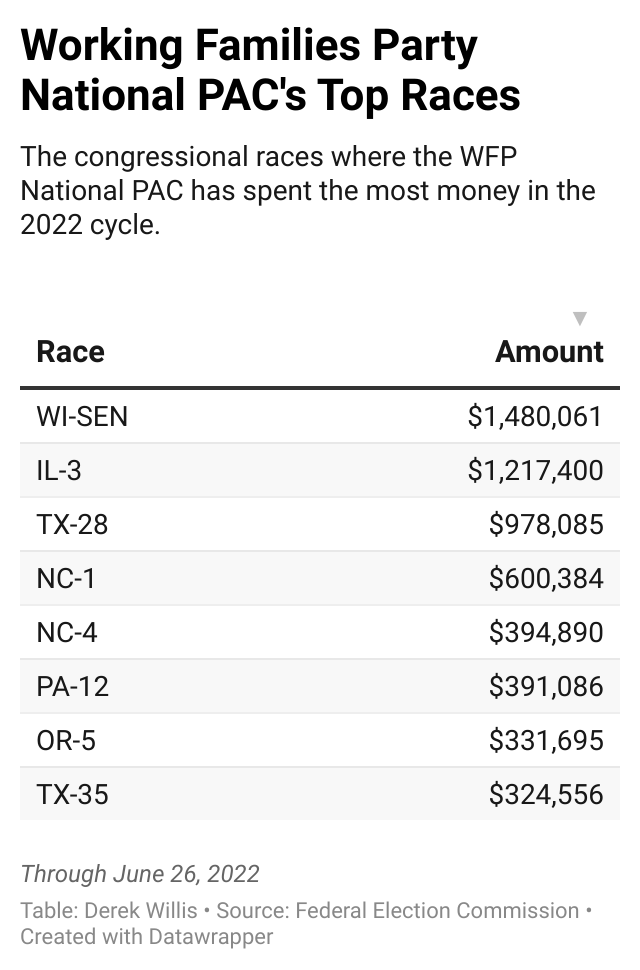 Working Families Party
National PAC's Top Races
The congressional races where the WFP
National PAC has spent the most money in the
2022 cycle.
Race Amount
WI-SEN $1,480,061
IL-3 $1,217,400
TX-28 $978,085
NC-1 $600,384
NC-4 $394,890
PA-12 $391,086
OR-5 $331,695
TX-35 $324,556
Through June 26, 2022
Table: Derek Willis • Source: Federal Election Commission •
Created with Datawrapper